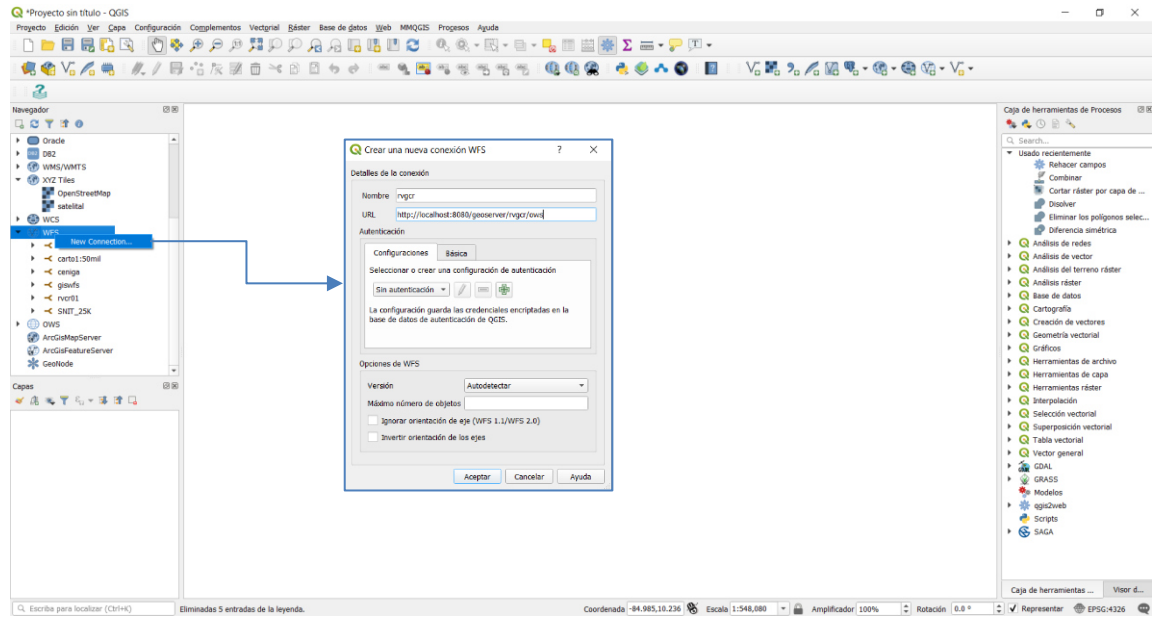 *Proyecto sin título - QGIS
Proyecto Edición Ver Capa Configuración Complementos Vectorial Ráster Base de datos Web MMQGIS Procesos Ayuda
Navegador
Oracle
DB2
WMS/WMTS
XYZ Tiles
OpenStreetMap
satelital
WCS
WFS
New Connection...
carto1:50mil
ceniga
giswfs
rvcr01
SNIT_25K
OWS
ArcGisMapServer
ArcGisFeatureServer
GeoNode
Capas
Crear una nueva conexión WFS
Detalles de la conexión
Nombre rvgcr
URL http://localhost:8080/geoserver/rvgcr/ows
Autenticación
Configuraciones Básica
Seleccionar o crear una configuración de autenticación
Sin autenticación
La configuración guarda las credenciales encriptadas en la
base de datos de autenticación de QGIS.
Opciones de WFS
Versión Autodetectar
Máximo número de objetos
Ignorar orientación de eje (WFS 1.1/WFS 2.0)
Invertir orientación de los ejes
Aceptar Cancelar Ayuda
Caja de herramientas de Procesos
Search...
Usado recientemente
Rehacer campos
Combinar
Cortar ráster por capa de ...
Disolver
Eliminar los polígonos selec...
Diferencia simétrica
Análisis de redes
Análisis de vector
Análisis del terreno ráster
Análisis ráster
Base de datos
Cartografía
Creación de vectores
Geometría vectorial
Gráficos
Herramientas de archivo
Herramientas de capa
Herramientas ráster
Interpolación
Selección vectorial
Superposición vectorial
Tabla vectorial
Vector general
GDAL
GRASS
Modelos
qgis2web
Scripts
SAGA
Caja de herramientas ... Visor d...
Escriba para localizar (Ctrl+K) Eliminadas 5 entradas de la leyenda. Coordenada -84.985,10.236 Escala 1:548,080 Amplificador 100% Rotación 0.0 ° Representar EPSG:4326